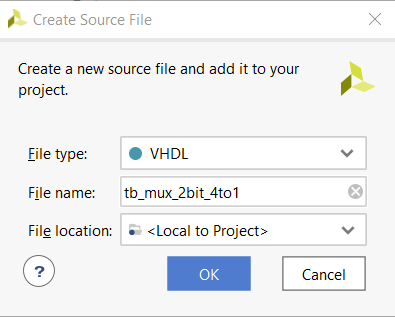 Create Source File
Create a new source file and add it to your
project.
File type: VHDL
File name: tb_mux_2bit_4to1
File location: <Local to Project>
? OK Cancel